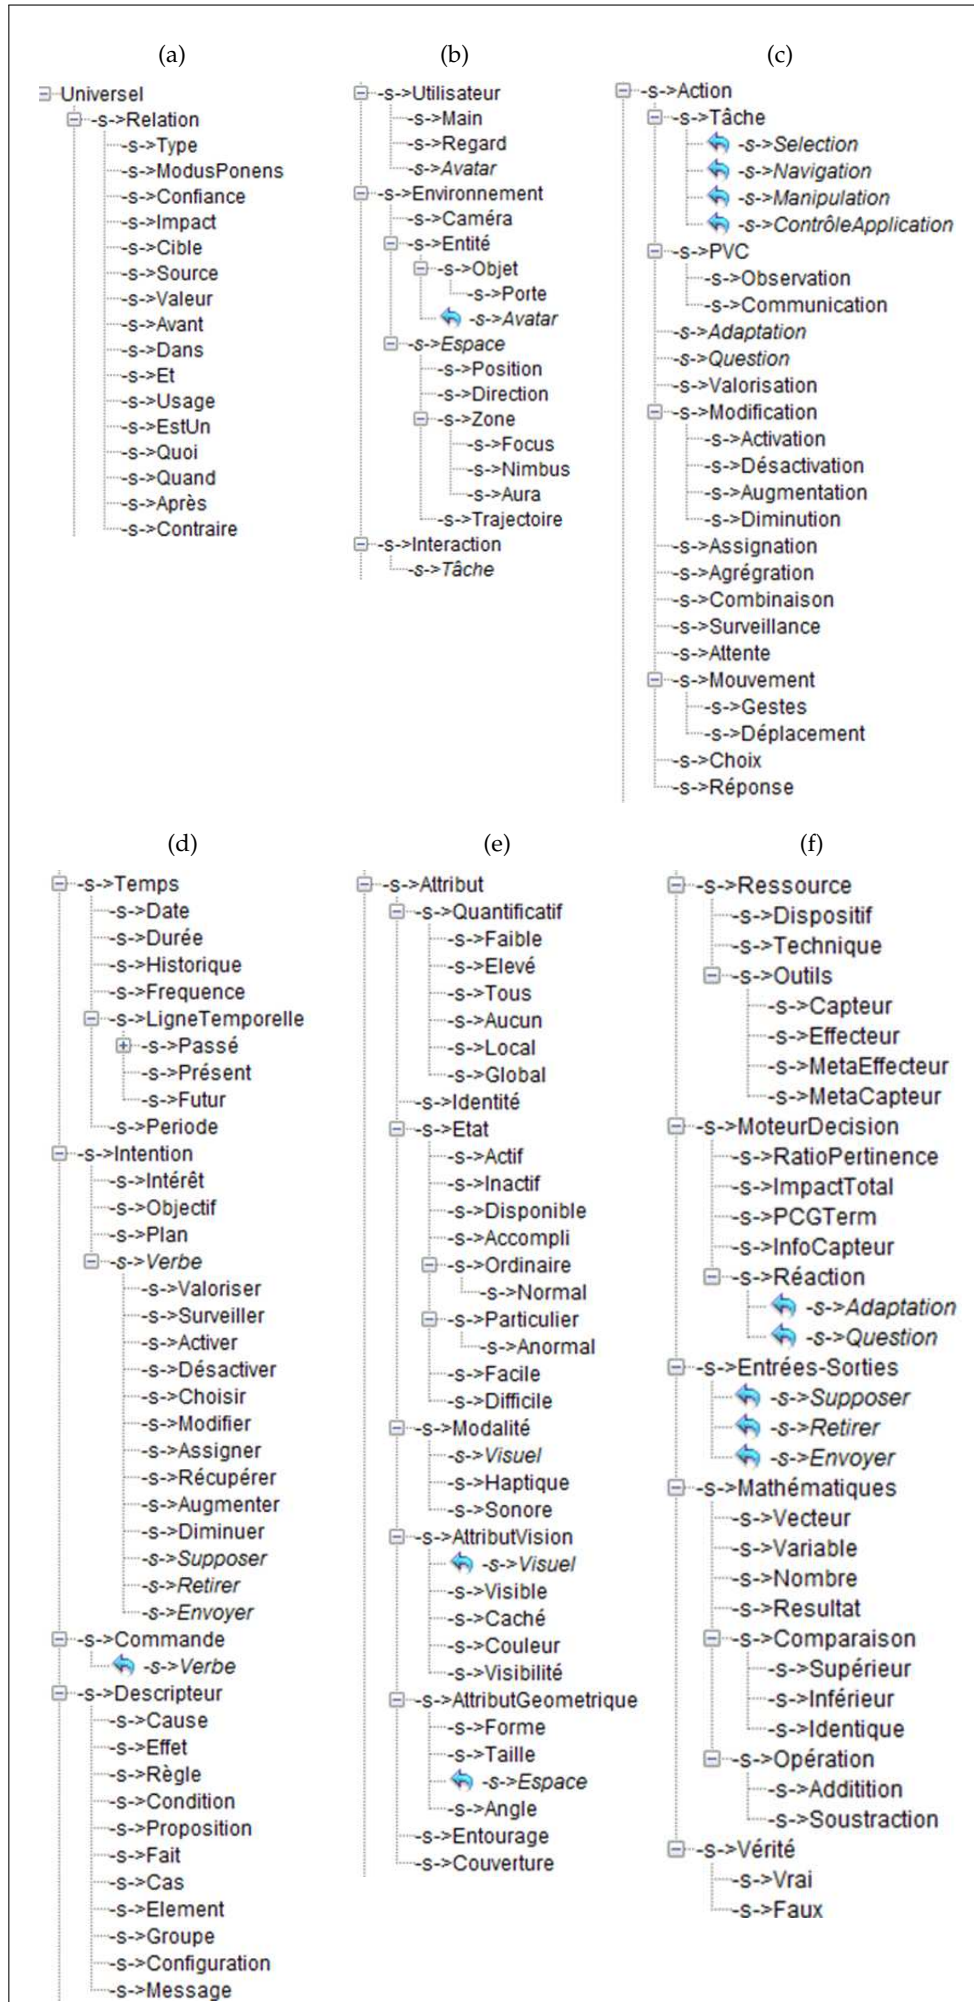 (a)
Universel
-s->Relation
-s->Type
-s->ModusPonens
-s->Confiance
-s->Impact
-s->Cible
-s->Source
-s->Valeur
-s->Avant
-s->Dans
-s->Et
-s->Usage
-s->EstUn
-s->Quoi
-s->Quand
-s->Après
-s->Contraire
(b)
-s->Utilisateur
-s->Main
-s->Regard
-s->Avatar
-s->Environnement
-s->Caméra
-s->Entité
-s->Objet
-s->Porte
-s->Avatar
-s->Espace
-s->Position
-s->Direction
-s->Zone
-s->Focus
-s->Nimbus
-s->Aura
-s->Trajectoire
-s->Interaction
-s->Tâche
(c)
-s->Action
-s->Tâche
-s->Selection
-s->Navigation
-s->Manipulation
-s->ContrôleApplication
-s->PVC
-s->Observation
-s->Communication
-s->Adaptation
-s->Question
-s->Valorisation
-s->Modification
-s->Activation
-s->Désactivation
-s->Augmentation
-s->Diminution
-s->Assignation
-s->Agrégration
-s->Combinaison
-s->Surveillance
-s->Attente
-s->Mouvement
-s->Gestes
-s->Déplacement
-s->Choix
-s->Réponse
(d)
-s->Temps
-s->Date
-s->Durée
-s->Historique
-s->Frequence
-s->LigneTemporelle
-s->Passé
-s->Présent
-s->Futur
-s->Periode
-s->Intention
-s->Intérêt
-s->Objectif
-s->Plan
-s->Verbe
-s->Valoriser
-s->Surveiller
-s->Activer
-s->Désactiver
-s->Choisir
-s->Modifier
-s->Assigner
-s->Récupérer
-s->Augmenter
-s->Diminuer
-s->Supposer
-s->Retirer
-s->Envoyer
-s->Commande
-s->Verbe
-s->Descripteur
-s->Cause
-s->Effet
-s->Règle
-s->Condition
-s->Proposition
-s->Fait
-s->Cas
-s->Element
-s->Groupe
-s->Configuration
-s->Message
(e)
-s->Attribut
-s->Quantificatif
-s->Faible
-s->Elevé
-s->Tous
-s->Aucun
-s->Local
-s->Global
-s->Identité
-s->Etat
-s->Actif
-s->Inactif
-s->Disponible
-s->Accompli
-s->Ordinaire
-s->Normal
-s->Particulier
-s->Anormal
-s->Facile
-s->Difficile
-s->Modalité
-s->Visuel
-s->Haptique
-s->Sonore
-s->AttributVision
-s->Visuel
-s->Visible
-s->Caché
-s->Couleur
-s->Visibilité
-s->AttributGeometrique
-s->Forme
-s->Taille
-s->Espace
-s->Angle
-s->Entourage
-s->Couverture
(f)
-s->Ressource
-s->Dispositif
-s->Technique
-s->Outils
-s->Capteur
-s->Effecteur
-s->MetaEffecteur
-s->MetaCapteur
-s->MoteurDecision
-s->RatioPertinence
-s->ImpactTotal
-s->PCGTerm
-s->InfoCapteur
-s->Réaction
-s->Adaptation
-s->Question
-s->Entrées-Sorties
-s->Supposer
-s->Retirer
-s->Envoyer
-s->Mathématiques
-s->Vecteur
-s->Variable
-s->Nombre
-s->Resultat
-s->Comparaison
-s->Supérieur
-s->Inférieur
-s->Identique
-s->Opération
-s->Additition
-s->Soustraction
-s->Vérité
-s->Vrai
-s->Faux